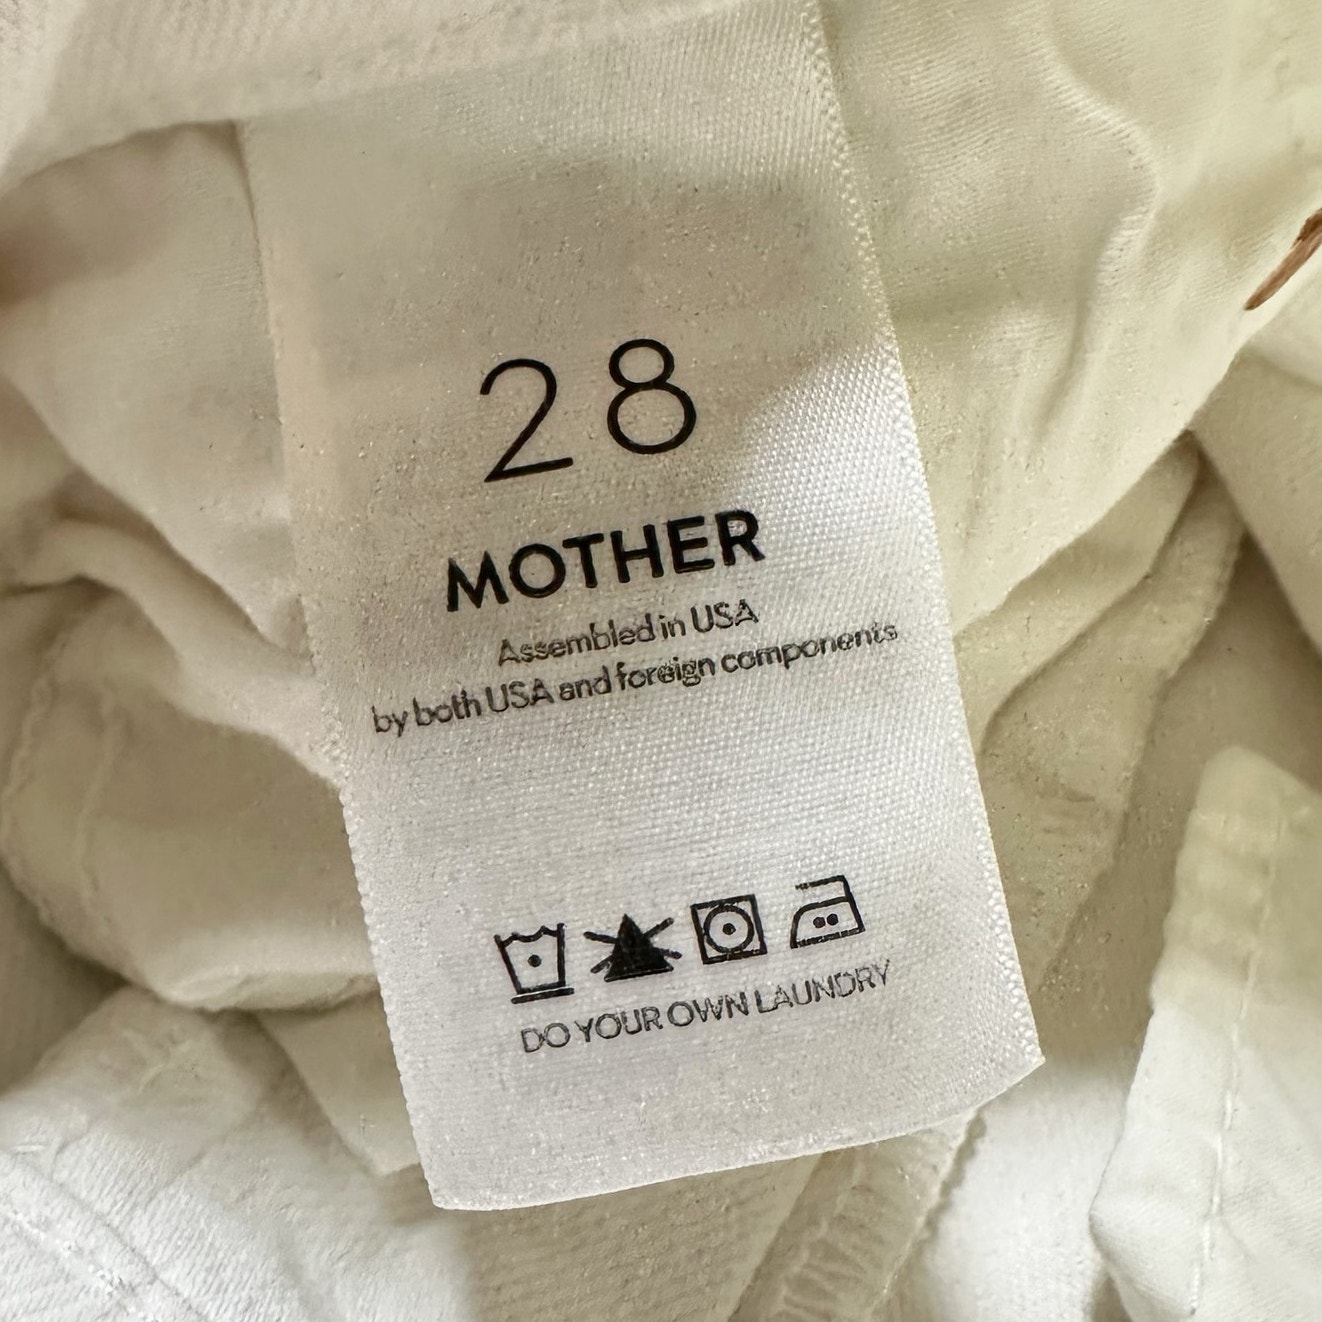 28
MOTHER
Assembled in USA
by both USA and foreign components
DO YOUR OWN LAUNDRY